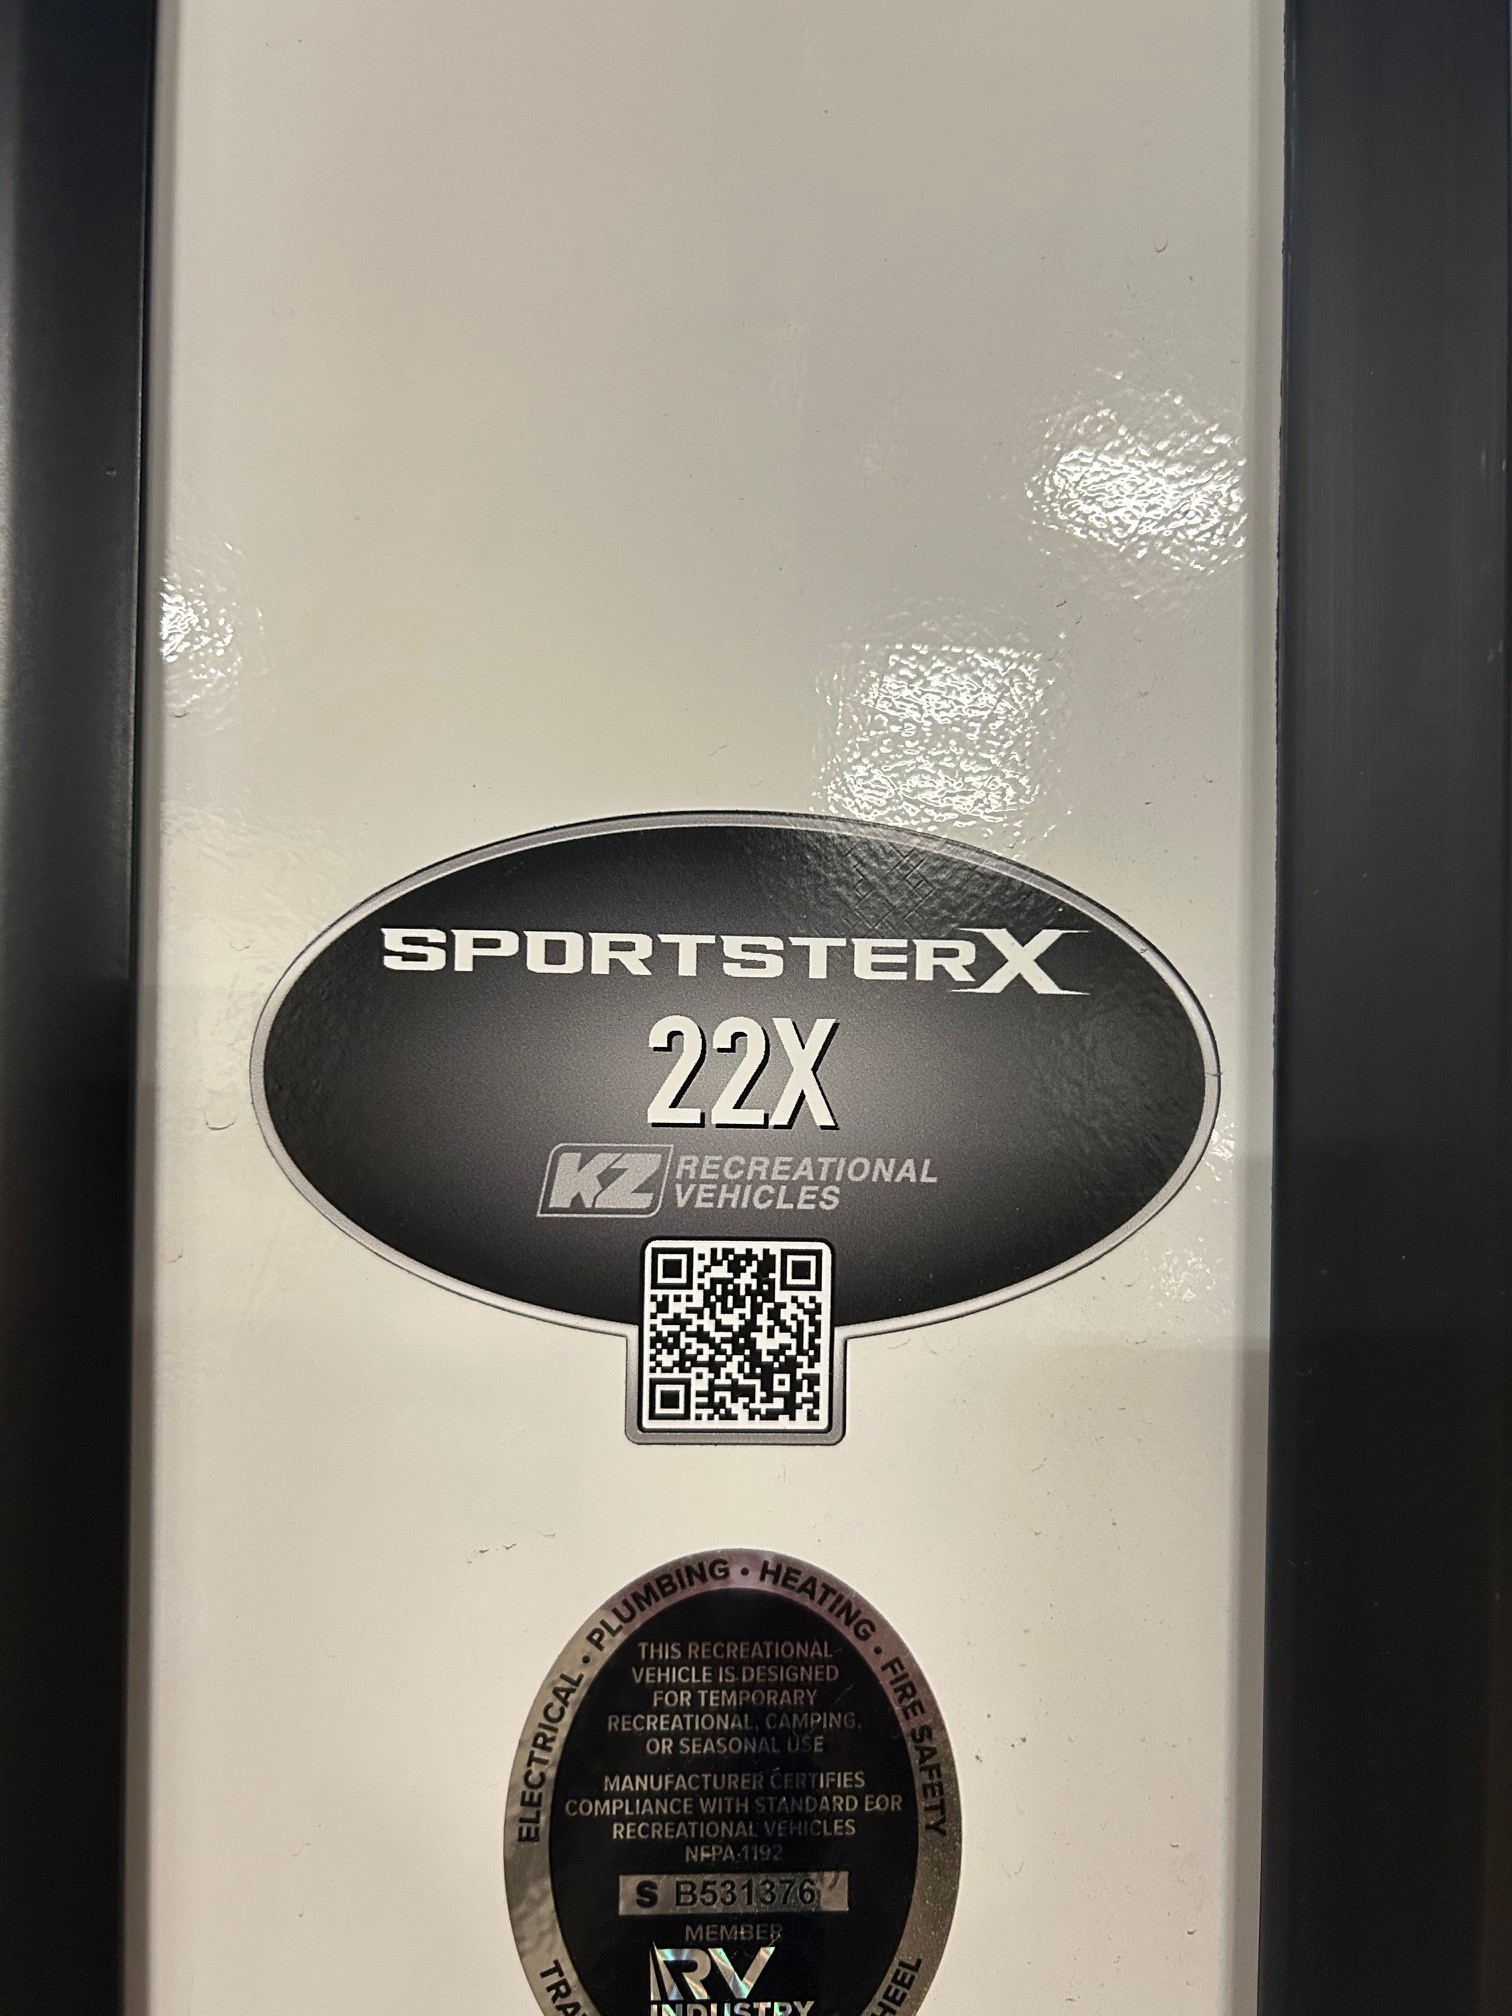 SPORTSTERX
22X
KZ RECREATIONAL
VEHICLES
ELECTRICAL • PLUMBING • HEATING • FIRE SAFETY
THIS RECREATIONAL
VEHICLE IS DESIGNED
FOR TEMPORARY
RECREATIONAL, CAMPING,
OR SEASONAL USE
MANUFACTURER CERTIFIES
COMPLIANCE WITH STANDARD FOR
RECREATIONAL VEHICLES
NFPA 1192
S B531376
MEMBER
RV
INDUSTRY